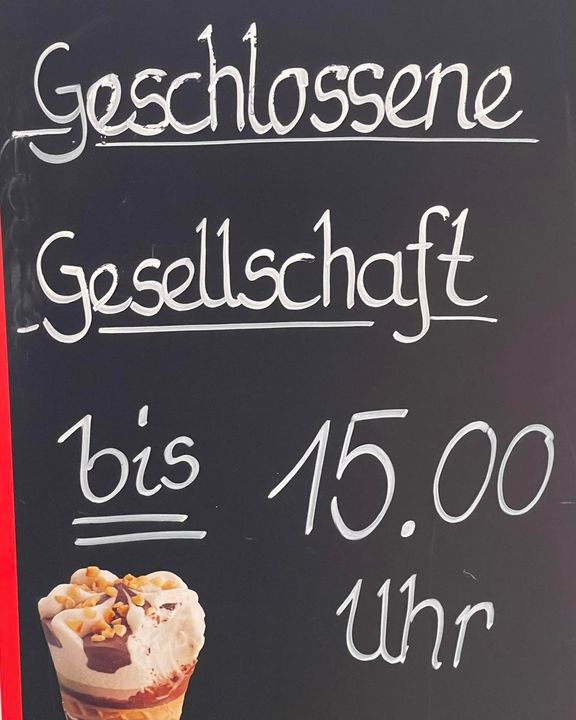 Geschlossene
Gesellschaft
bis 15.00
Uhr